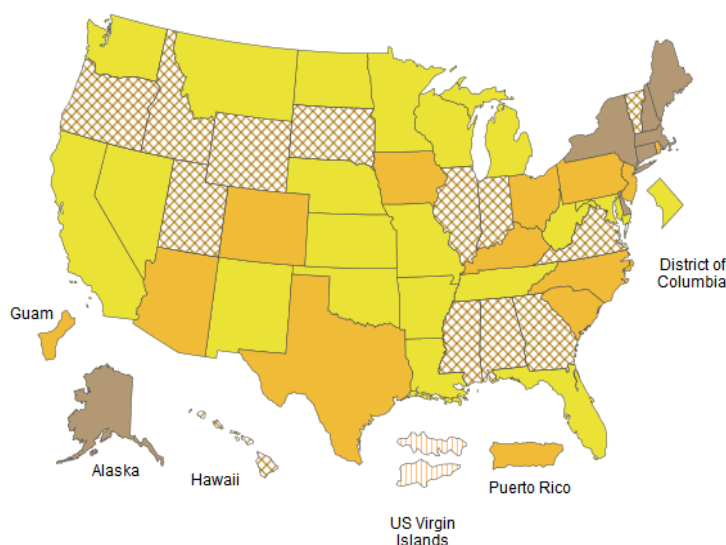 District of
Columbia
Guam
Alaska
Hawaii
Puerto Rico
US Virgin
Islands